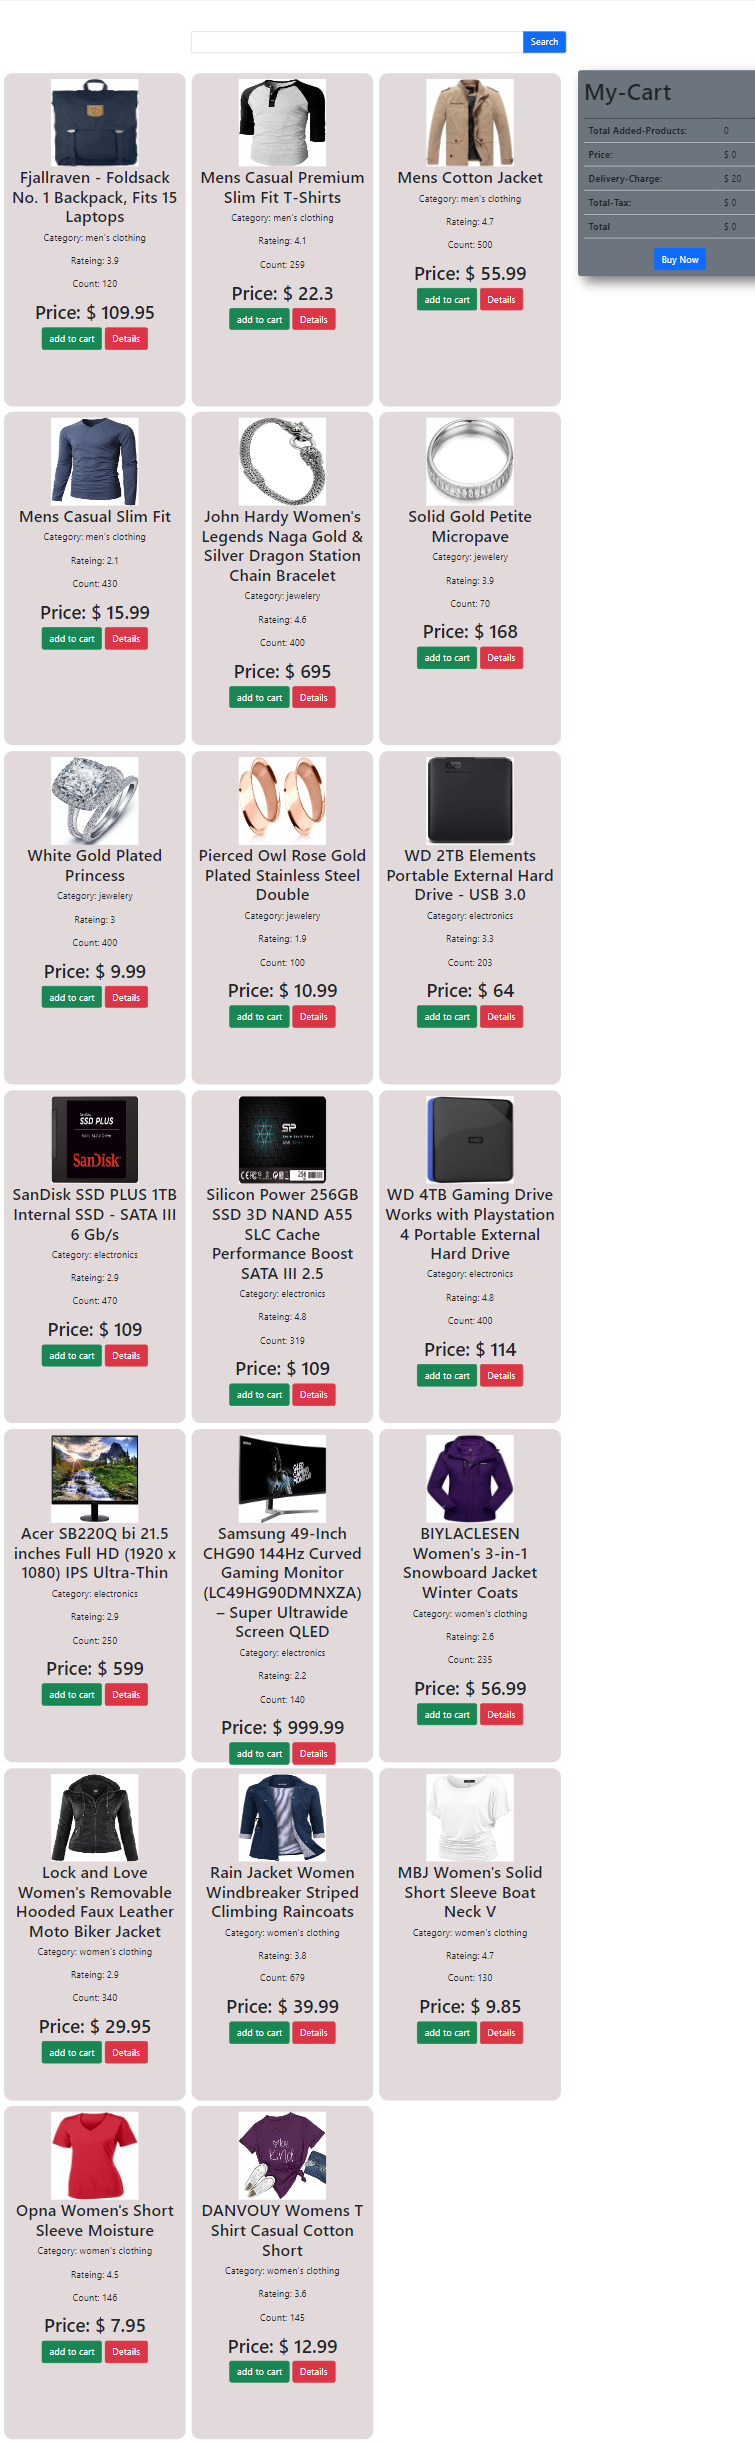 Search
My-Cart
Total Added-Products: 0
Price: $ 0
Delivery-Charge: $ 20
Total-Tax: $ 0
Total $ 0
Buy Now
Fjallraven - Foldsack
No. 1 Backpack, Fits 15
Laptops
Category: men's clothing
Rateing: 3.9
Count: 120
Price: $ 109.95
add to cart Details
Mens Casual Premium
Slim Fit T-Shirts
Category: men's clothing
Rateing: 4.1
Count: 259
Price: $ 22.3
add to cart Details
Mens Cotton Jacket
Category: men's clothing
Rateing: 4.7
Count: 500
Price: $ 55.99
add to cart Details
Mens Casual Slim Fit
Category: men's clothing
Rateing: 2.1
Count: 430
Price: $ 15.99
add to cart Details
John Hardy Women's
Legends Naga Gold &
Silver Dragon Station
Chain Bracelet
Category: jewelery
Rateing: 4.6
Count: 400
Price: $ 695
add to cart Details
Solid Gold Petite
Micropave
Category: jewelery
Rateing: 3.9
Count: 70
Price: $ 168
add to cart Details
White Gold Plated
Princess
Category: jewelery
Rateing: 3
Count: 400
Price: $ 9.99
add to cart Details
Pierced Owl Rose Gold
Plated Stainless Steel
Double
Category: jewelery
Rateing: 1.9
Count: 100
Price: $ 10.99
add to cart Details
WD 2TB Elements
Portable External Hard
Drive - USB 3.0
Category: electronics
Rateing: 3.3
Count: 203
Price: $ 64
add to cart Details
SSD PLUS
SanDisk
SanDisk SSD PLUS 1TB
Internal SSD - SATA III
6 Gb/s
Category: electronics
Rateing: 2.9
Count: 470
Price: $ 109
add to cart Details
SP
256
Silicon Power 256GB
SSD 3D NAND A55
SLC Cache
Performance Boost
SATA III 2.5
Category: electronics
Rateing: 4.8
Count: 319
Price: $ 109
add to cart Details
WD 4TB Gaming Drive
Works with Playstation
4 Portable External
Hard Drive
Category: electronics
Rateing: 4.8
Count: 400
Price: $ 114
add to cart Details
Acer SB220Q bi 21.5
inches Full HD (1920 x
1080) IPS Ultra-Thin
Category: electronics
Rateing: 2.9
Count: 250
Price: $ 599
add to cart Details
QLED
GAMING
MONITOR
Samsung 49-Inch
CHG90 144Hz Curved
Gaming Monitor
(LC49HG90DMNXZA)
– Super Ultrawide
Screen QLED
Category: electronics
Rateing: 2.2
Count: 140
Price: $ 999.99
add to cart Details
BIYLACLESEN
Women's 3-in-1
Snowboard Jacket
Winter Coats
Category: women's clothing
Rateing: 2.6
Count: 235
Price: $ 56.99
add to cart Details
Lock and Love
Women's Removable
Hooded Faux Leather
Moto Biker Jacket
Category: women's clothing
Rateing: 2.9
Count: 340
Price: $ 29.95
add to cart Details
Rain Jacket Women
Windbreaker Striped
Climbing Raincoats
Category: women's clothing
Rateing: 3.8
Count: 679
Price: $ 39.99
add to cart Details
MBJ Women's Solid
Short Sleeve Boat
Neck V
Category: women's clothing
Rateing: 4.7
Count: 130
Price: $ 9.85
add to cart Details
Opna Women's Short
Sleeve Moisture
Category: women's clothing
Rateing: 4.5
Count: 146
Price: $ 7.95
add to cart Details
be
kind
DANVOUY Womens T
Shirt Casual Cotton
Short
Category: women's clothing
Rateing: 3.6
Count: 145
Price: $ 12.99
add to cart Details